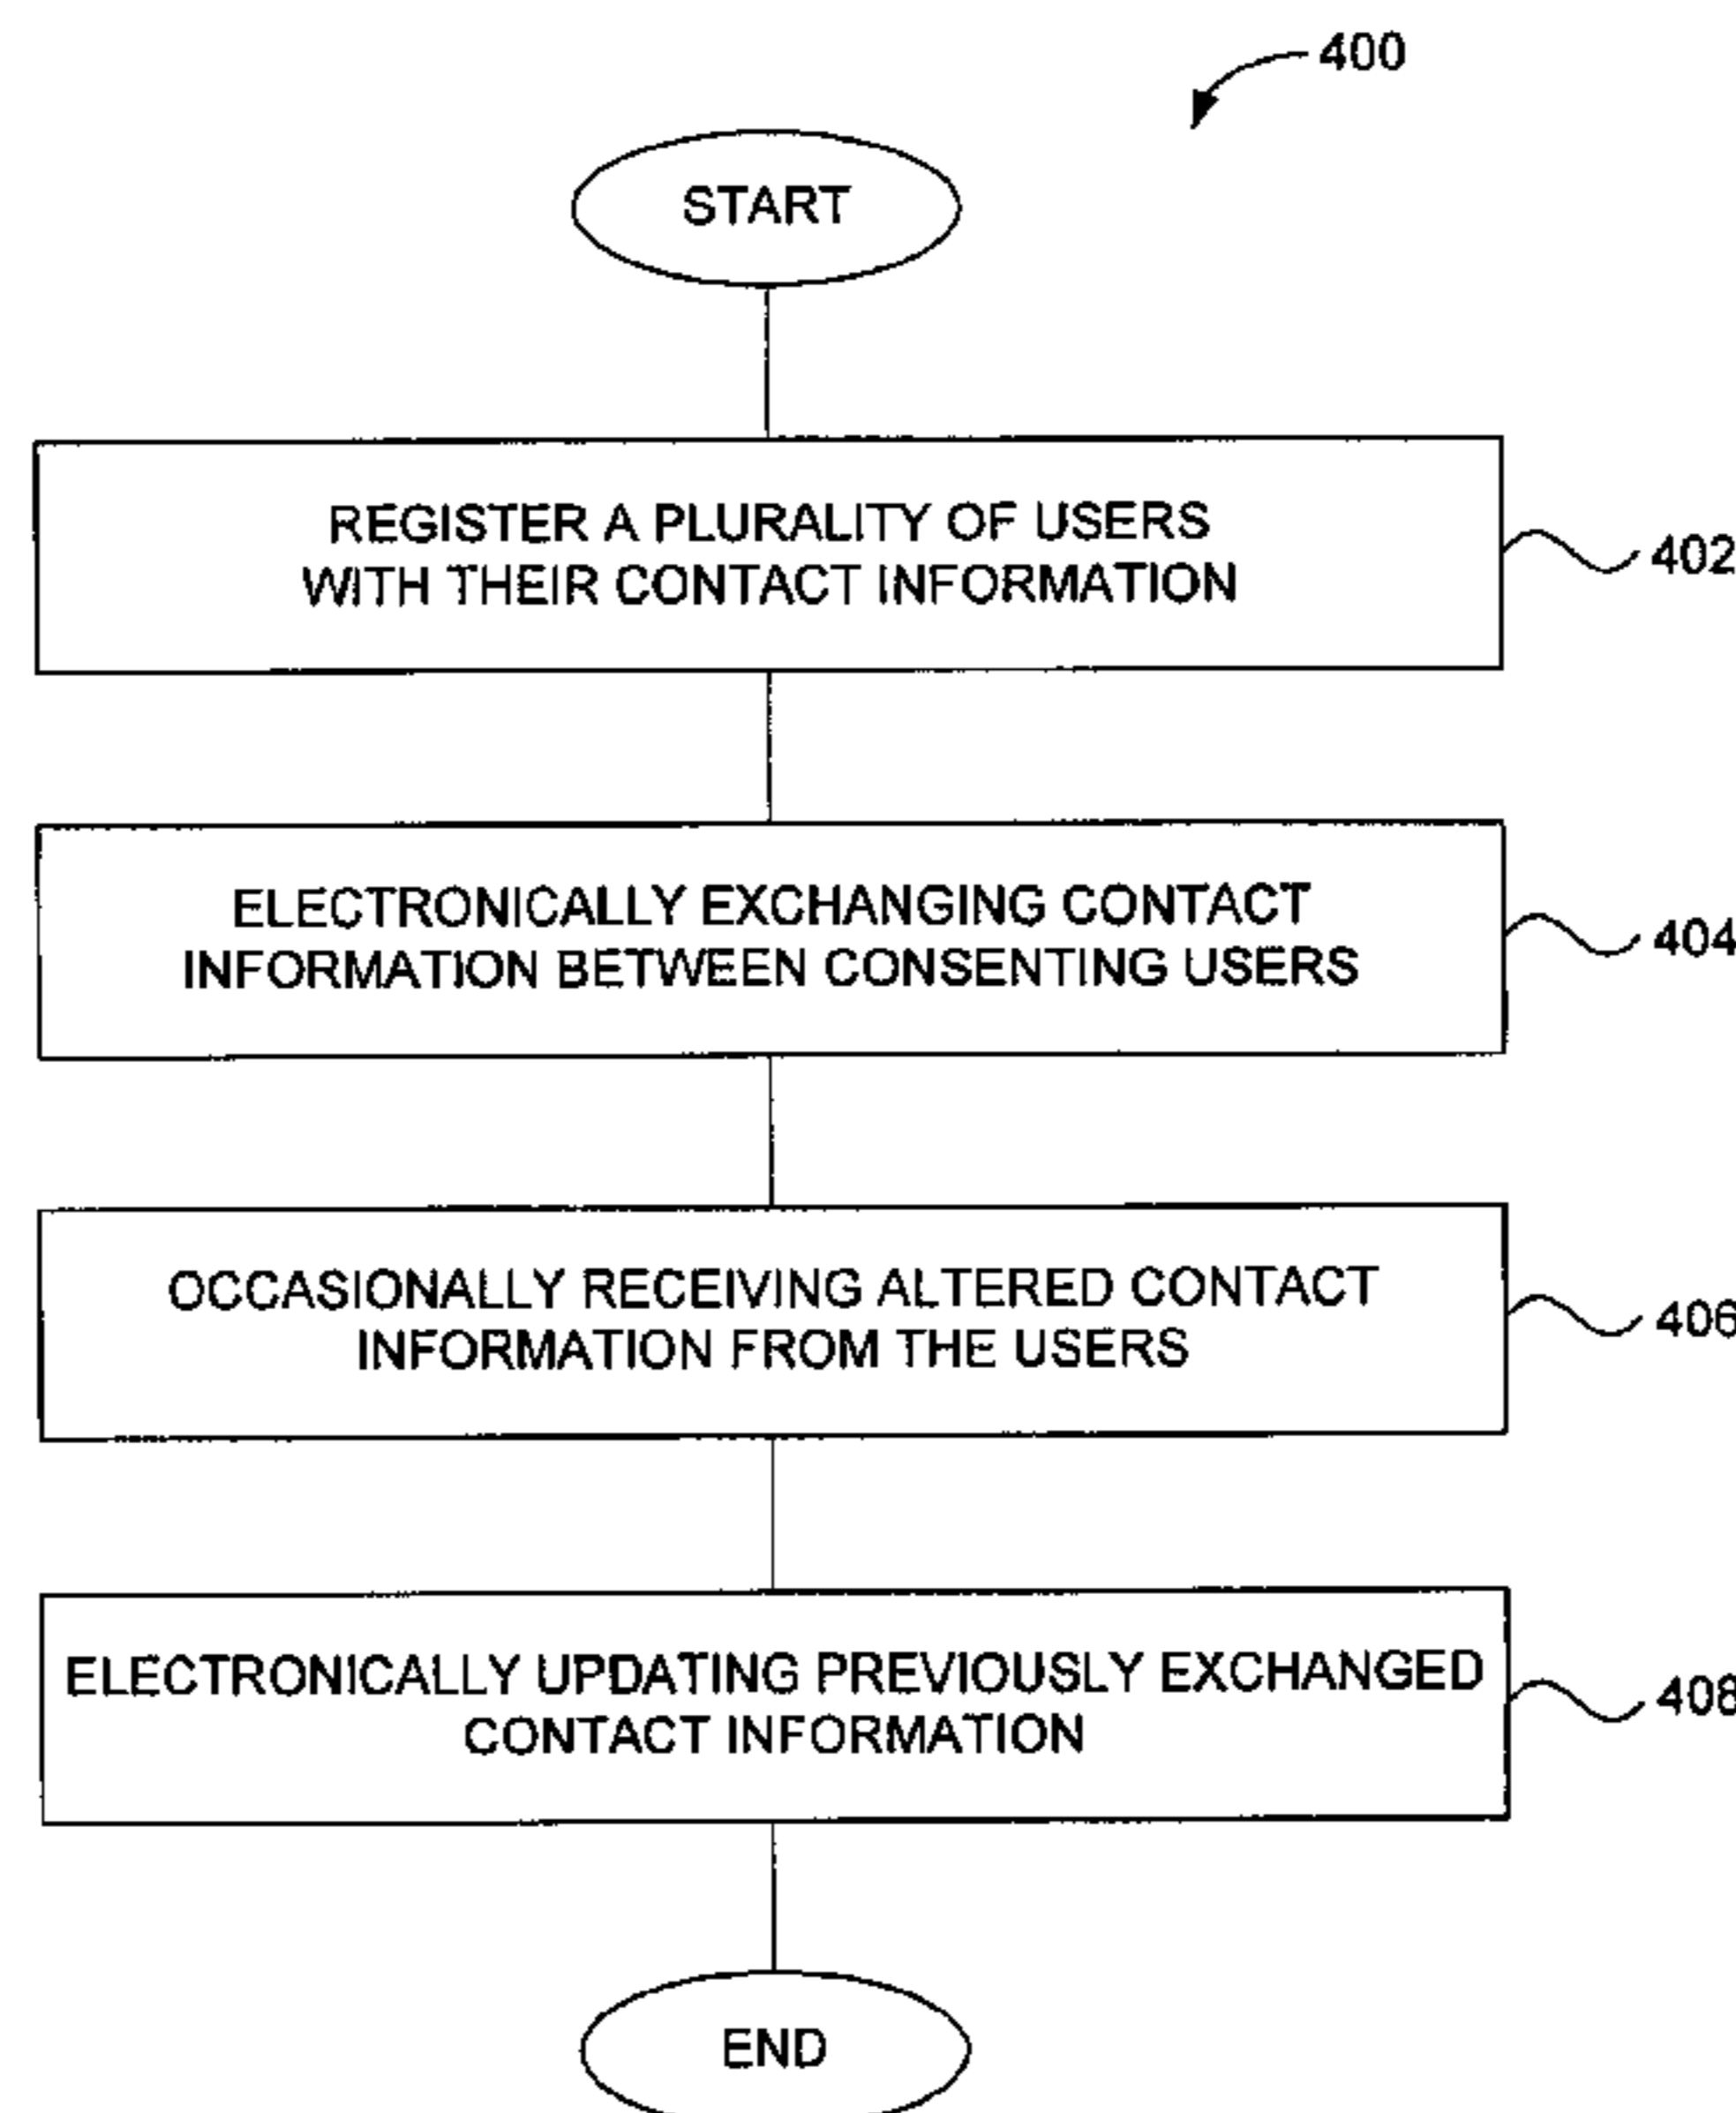 400
START
REGISTER A PLURALITY OF USERS
WITH THEIR CONTACT INFORMATION
402
ELECTRONICALLY EXCHANGING CONTACT
INFORMATION BETWEEN CONSENTING USERS
404
OCCASIONALLY RECEIVING ALTERED CONTACT
INFORMATION FROM THE USERS
406
ELECTRONICALLY UPDATING PREVIOUSLY EXCHANGED
CONTACT INFORMATION
408
END